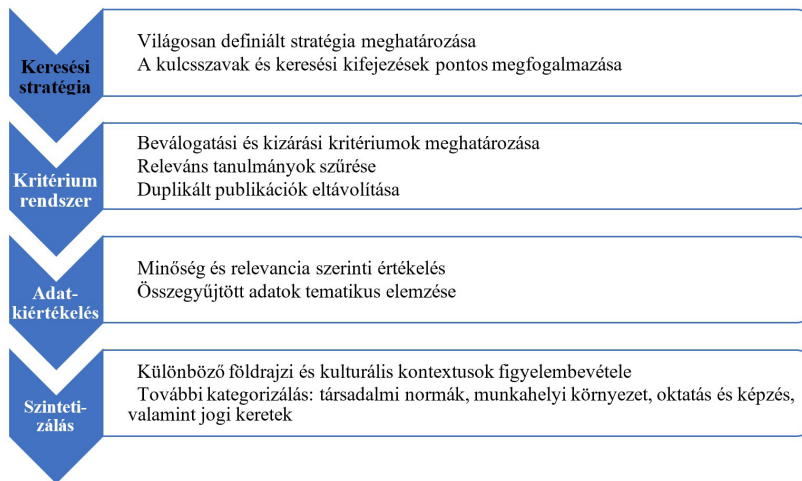 Keresési
stratégia
Világosan definiált stratégia meghatározása
A kulcsszavak és keresési kifejezések pontos megfogalmazása
Kritérium
rendszer
Beválogatási és kizárási kritériumok meghatározása
Releváns tanulmányok szűrése
Duplikált publikációk eltávolítása
Adat-
kiértékelés
Minőség és relevancia szerinti értékelés
Összegyűjtött adatok tematikus elemzése
Szinteti-
zálás
Különböző földrajzi és kulturális kontextusok figyelembevétele
További kategorizálás: társadalmi normák, munkahelyi környezet, oktatás és képzés,
valamint jogi keretek